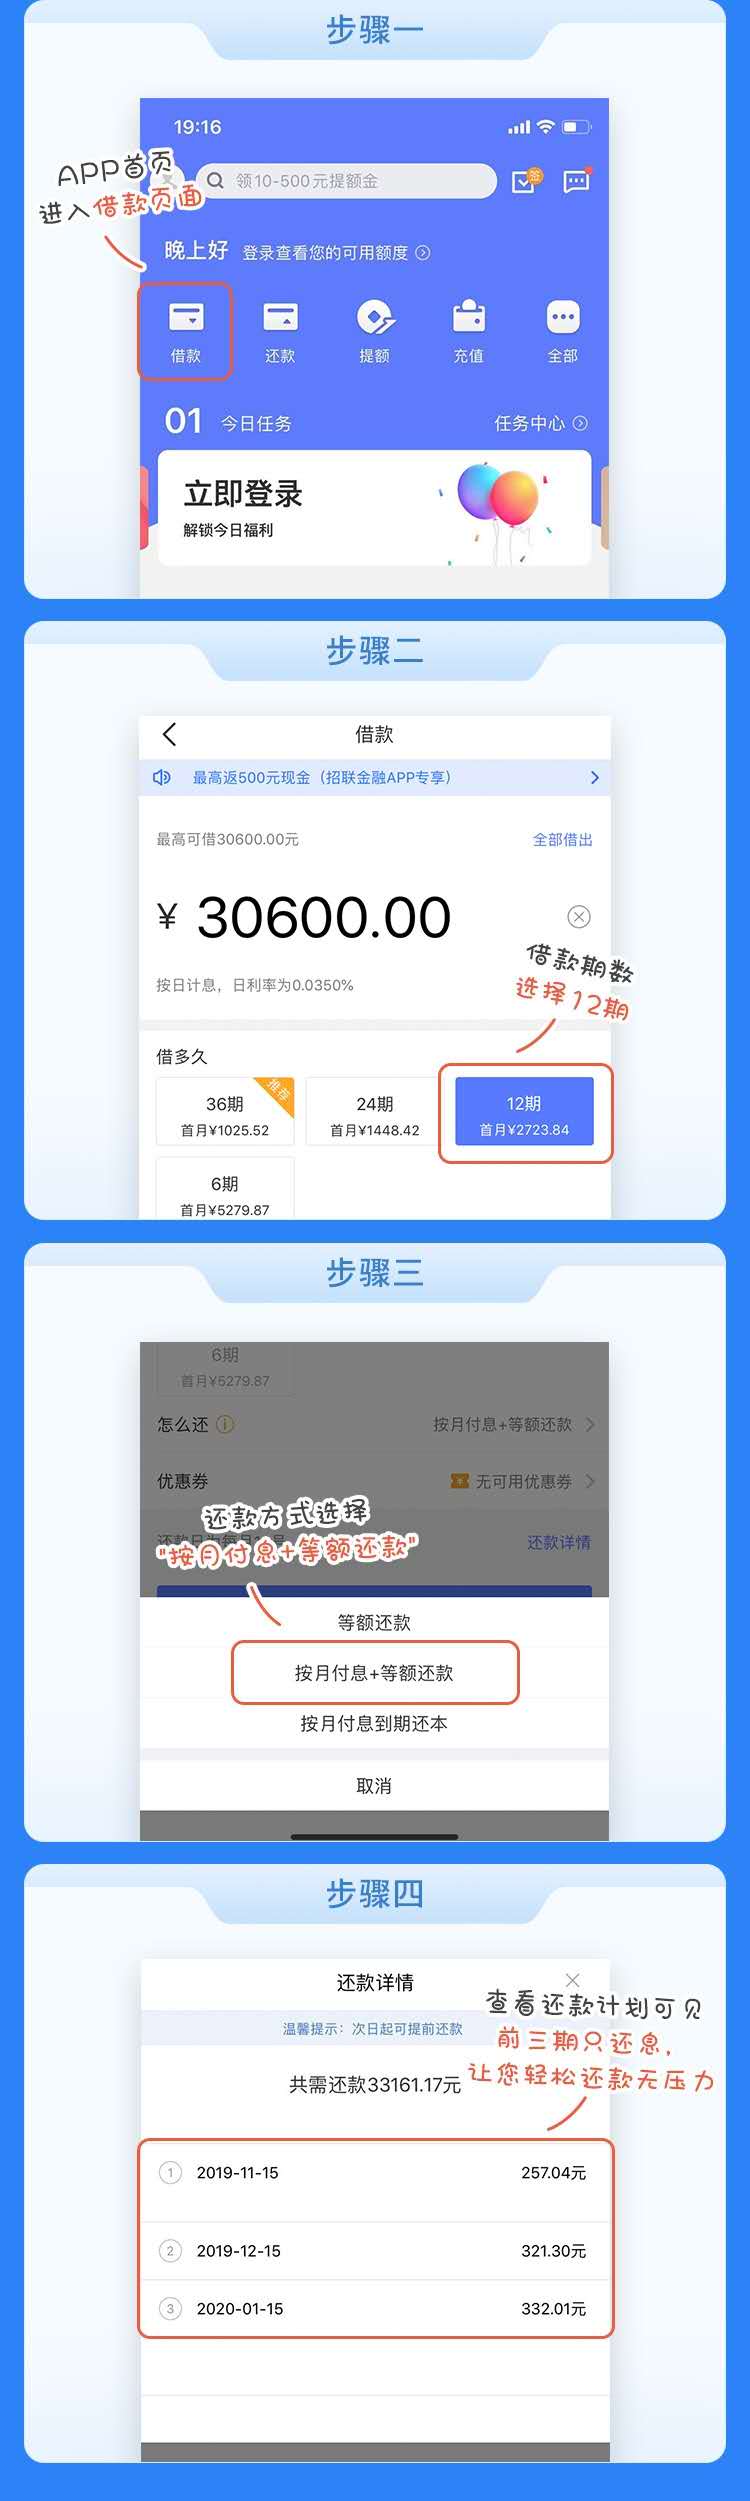 步骤一
19:16
APP首页
进入借款页面
领10-500元提额金
签
晚上好 登录查看您的可用额度
借款 还款 提额 充值 全部
01 今日任务 任务中心
立即登录
解锁今日福利
步骤二
借款
最高返500元现金（招联金融APP专享）
最高可借30600.00元 全部借出
¥ 30600.00
按日计息，日利率为0.0350%
借款期数
选择12期
借多久
推荐
36期 24期 12期
首月¥1025.52 首月¥1448.42 首月¥2723.84
6期
首月¥5279.87
步骤三
6期
首月¥5279.87
怎么还 按月付息+等额还款
优惠券 无可用优惠券
还款方式选择
"按月付息+等额还款"
还款详情
等额还款
按月付息+等额还款
按月付息到期还本
取消
步骤四
还款详情
温馨提示：次日起可提前还款
查看还款计划可见
前三期只还息，
让您轻松还款无压力
共需还款33161.17元
1 2019-11-15 257.04元
2 2019-12-15 321.30元
3 2020-01-15 332.01元